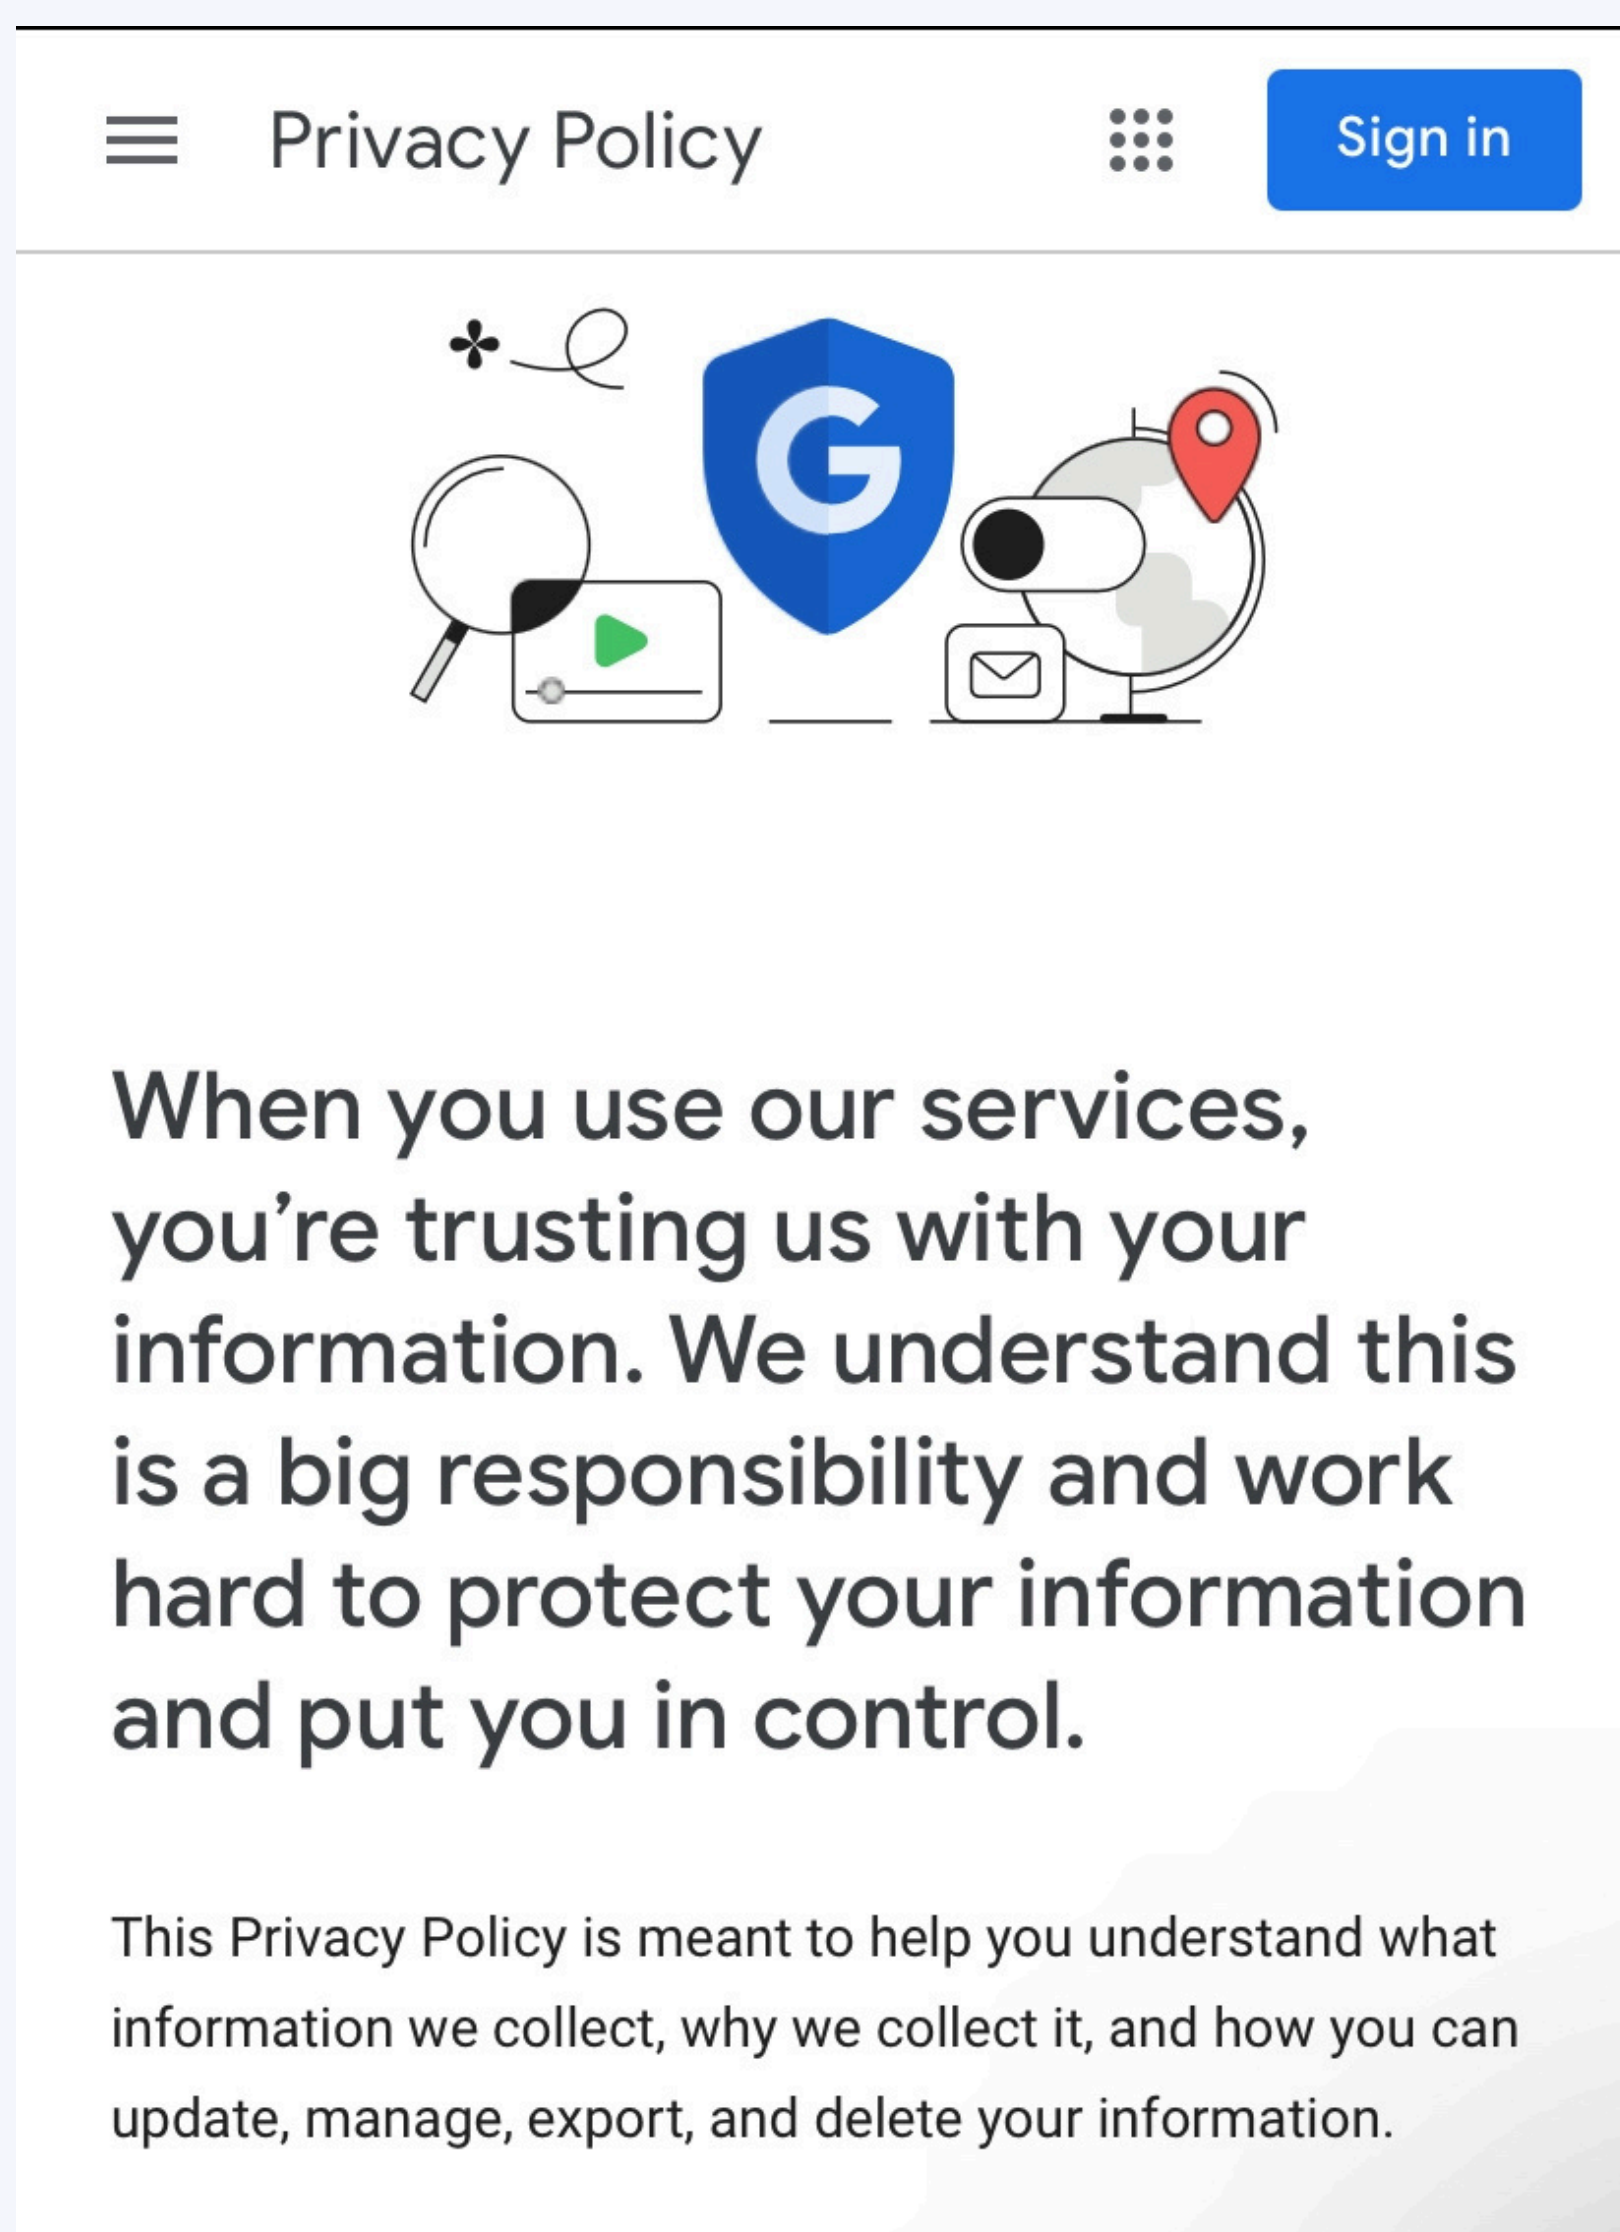 Privacy Policy
Sign in
G
When you use our services,
you’re trusting us with your
information. We understand this
is a big responsibility and work
hard to protect your information
and put you in control.
This Privacy Policy is meant to help you understand what
information we collect, why we collect it, and how you can
update, manage, export, and delete your information.